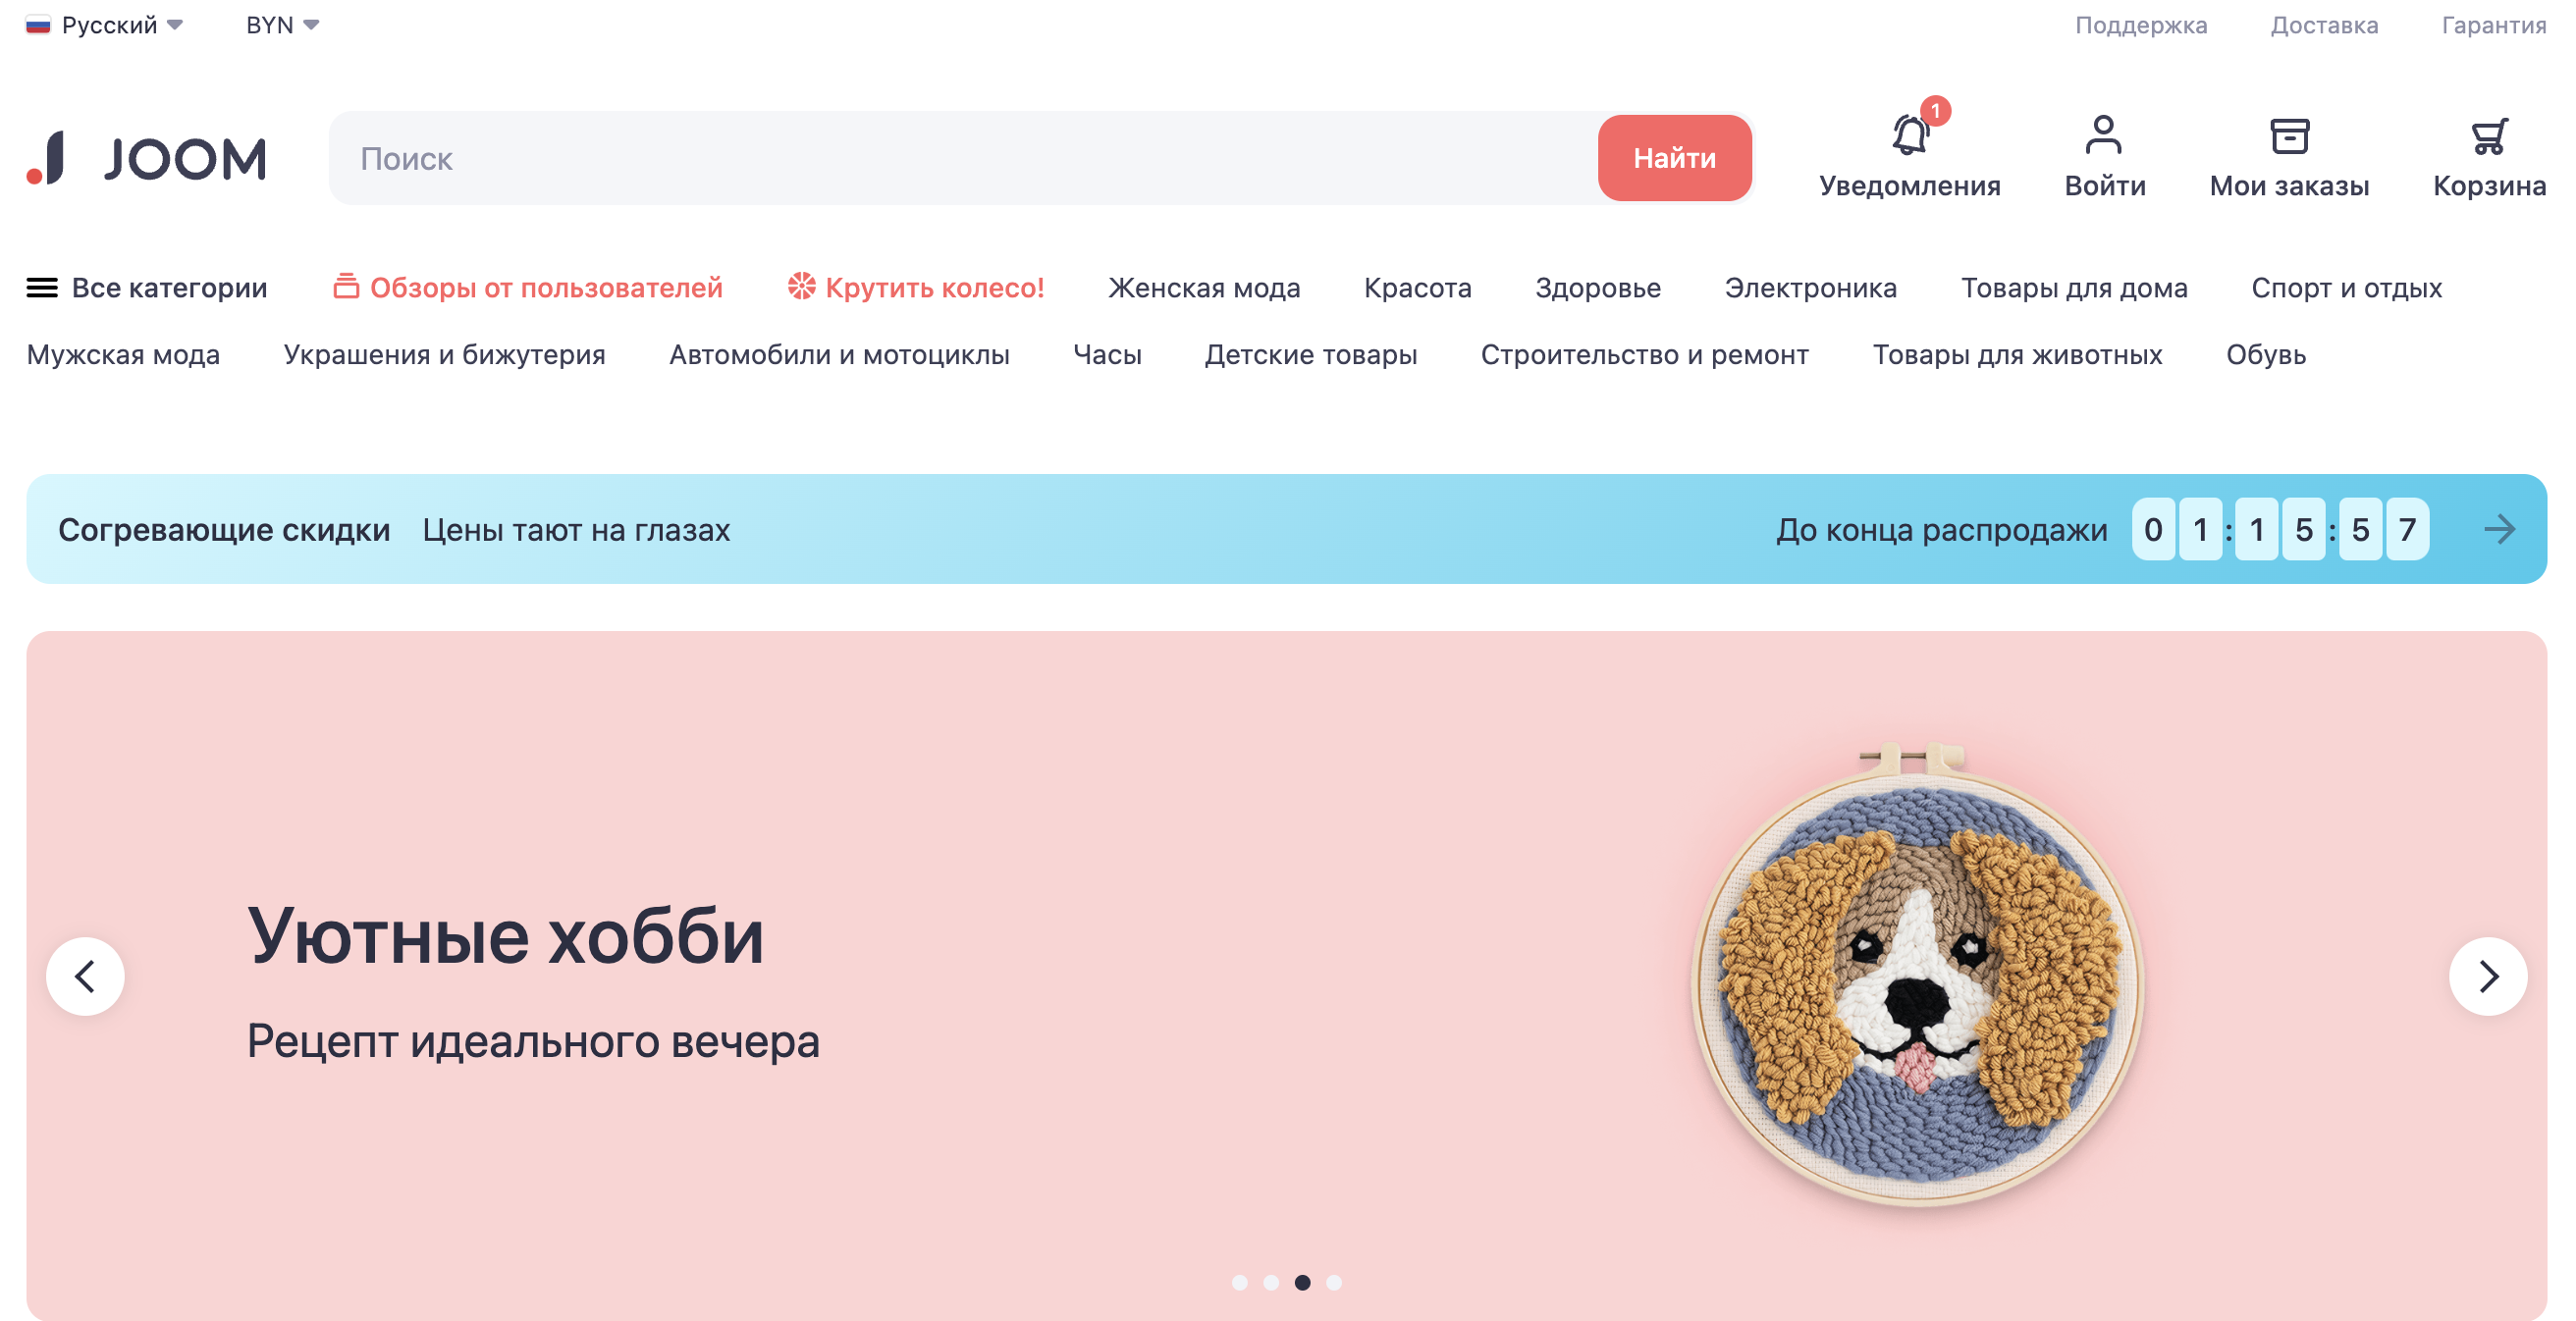 Русский BYN Поддержка Доставка Гарантия
JOOM Поиск Найти 1 Уведомления Войти Мои заказы Корзина
Все категории Обзоры от пользователей Крутить колесо! Женская мода Красота Здоровье Электроника Товары для дома Спорт и отдых
Мужская мода Украшения и бижутерия Автомобили и мотоциклы Часы Детские товары Строительство и ремонт Товары для животных Обувь
Согревающие скидки Цены тают на глазах До конца распродажи 01:15:57
Уютные хобби
Рецепт идеального вечера